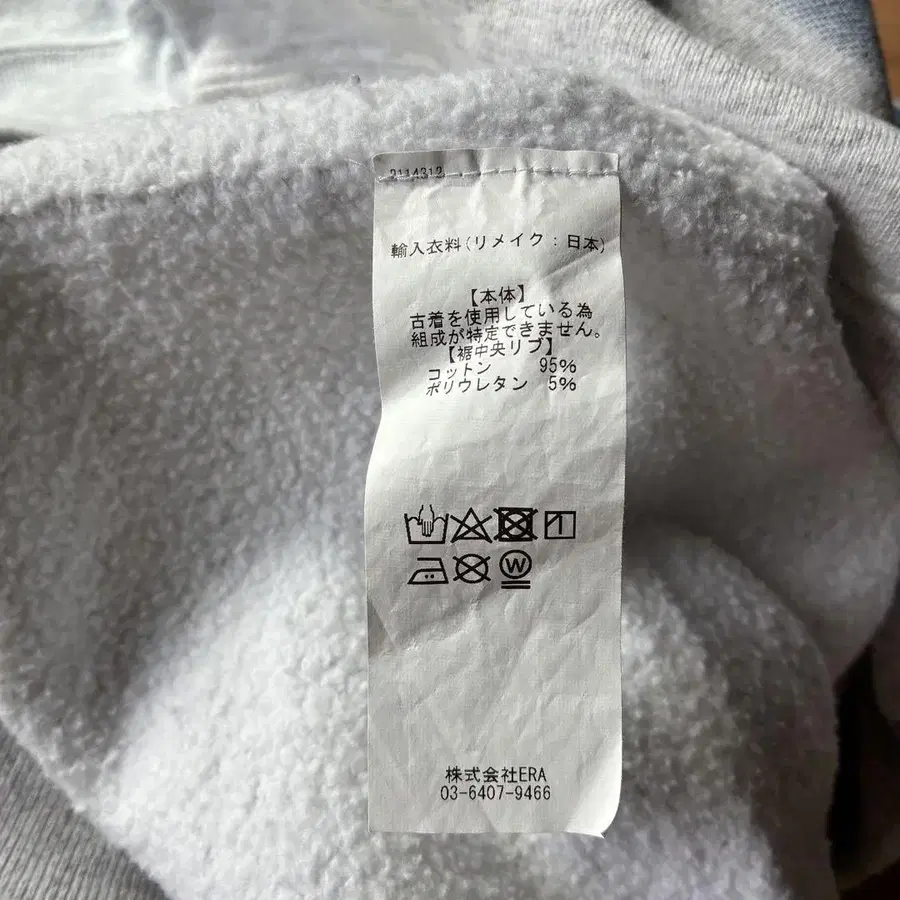 2114312
輸入衣料(リメイク:日本)
【本体】
古着を使用している為
組成が特定できません。
【裾中央リブ】
コットン 95%
ポリウレタン 5%
W
株式会社ERA
03-6407-9466